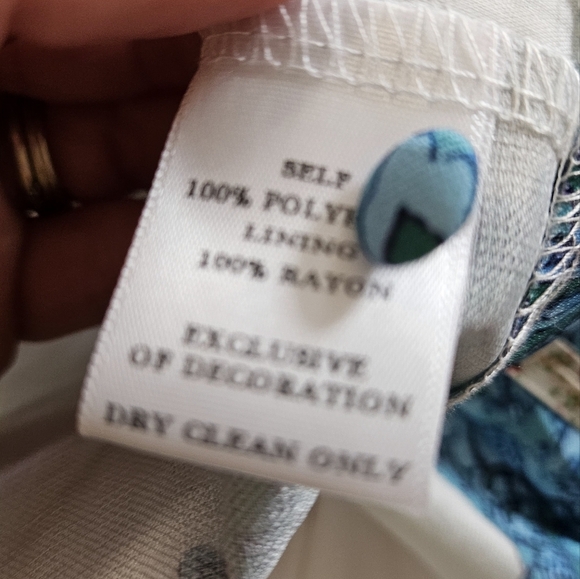 SELF
100% POLYE
LINING
100% RAYON
EXCLUSIVE
OF DECORATION
DRY CLEAN ONLY